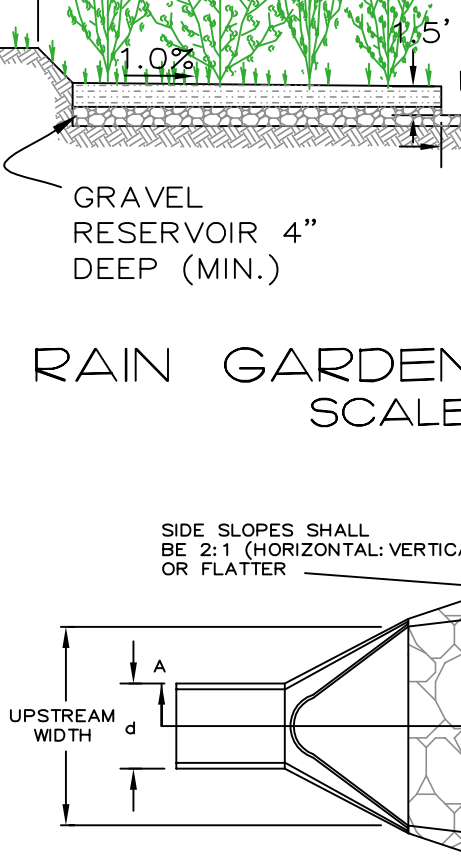 1.5'
1.0%
GRAVEL
RESERVOIR 4"
DEEP (MIN.)
RAIN GARDEN
SCALE
SIDE SLOPES SHALL
BE 2:1 (HORIZONTAL:VERTICA
OR FLATTER
A
UPSTREAM
WIDTH
d